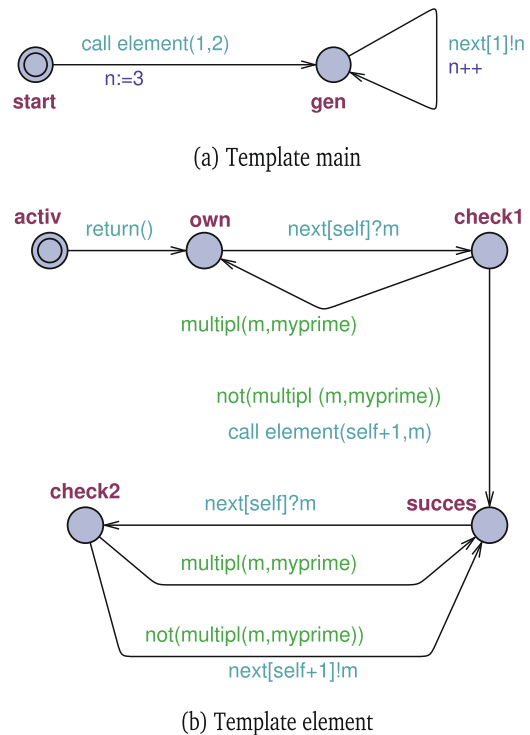 call element(1,2)
n:=3
start
gen
next[1]!n
n++
(a) Template main
activ
return()
own
next[self]?m
check1
multipl(m,myprime)
not(multipl (m,myprime))
call element(self+1,m)
check2
next[self]?m
succes
multipl(m,myprime)
not(multipl(m,myprime))
next[self+1]!m
(b) Template element